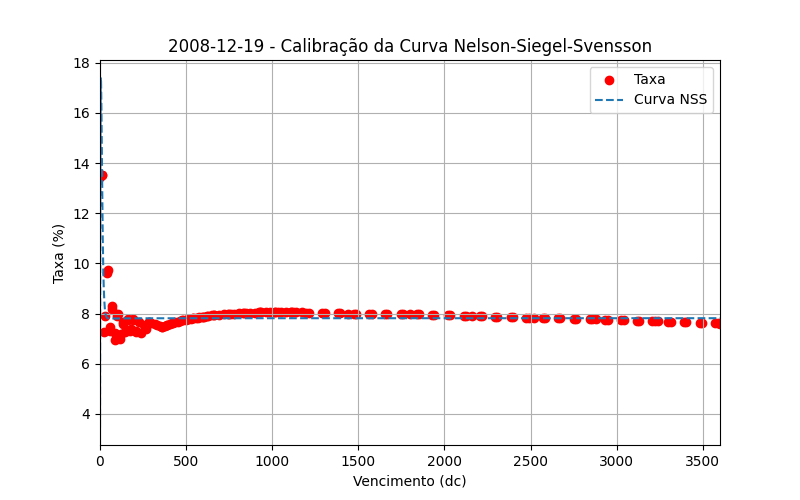 2008-12-19 - Calibração da Curva Nelson-Siegel-Svensson
Taxa
Curva NSS
18
16
14
12
10
8
6
4
Taxa (%)
0 500 1000 1500 2000 2500 3000 3500
Vencimento (dc)